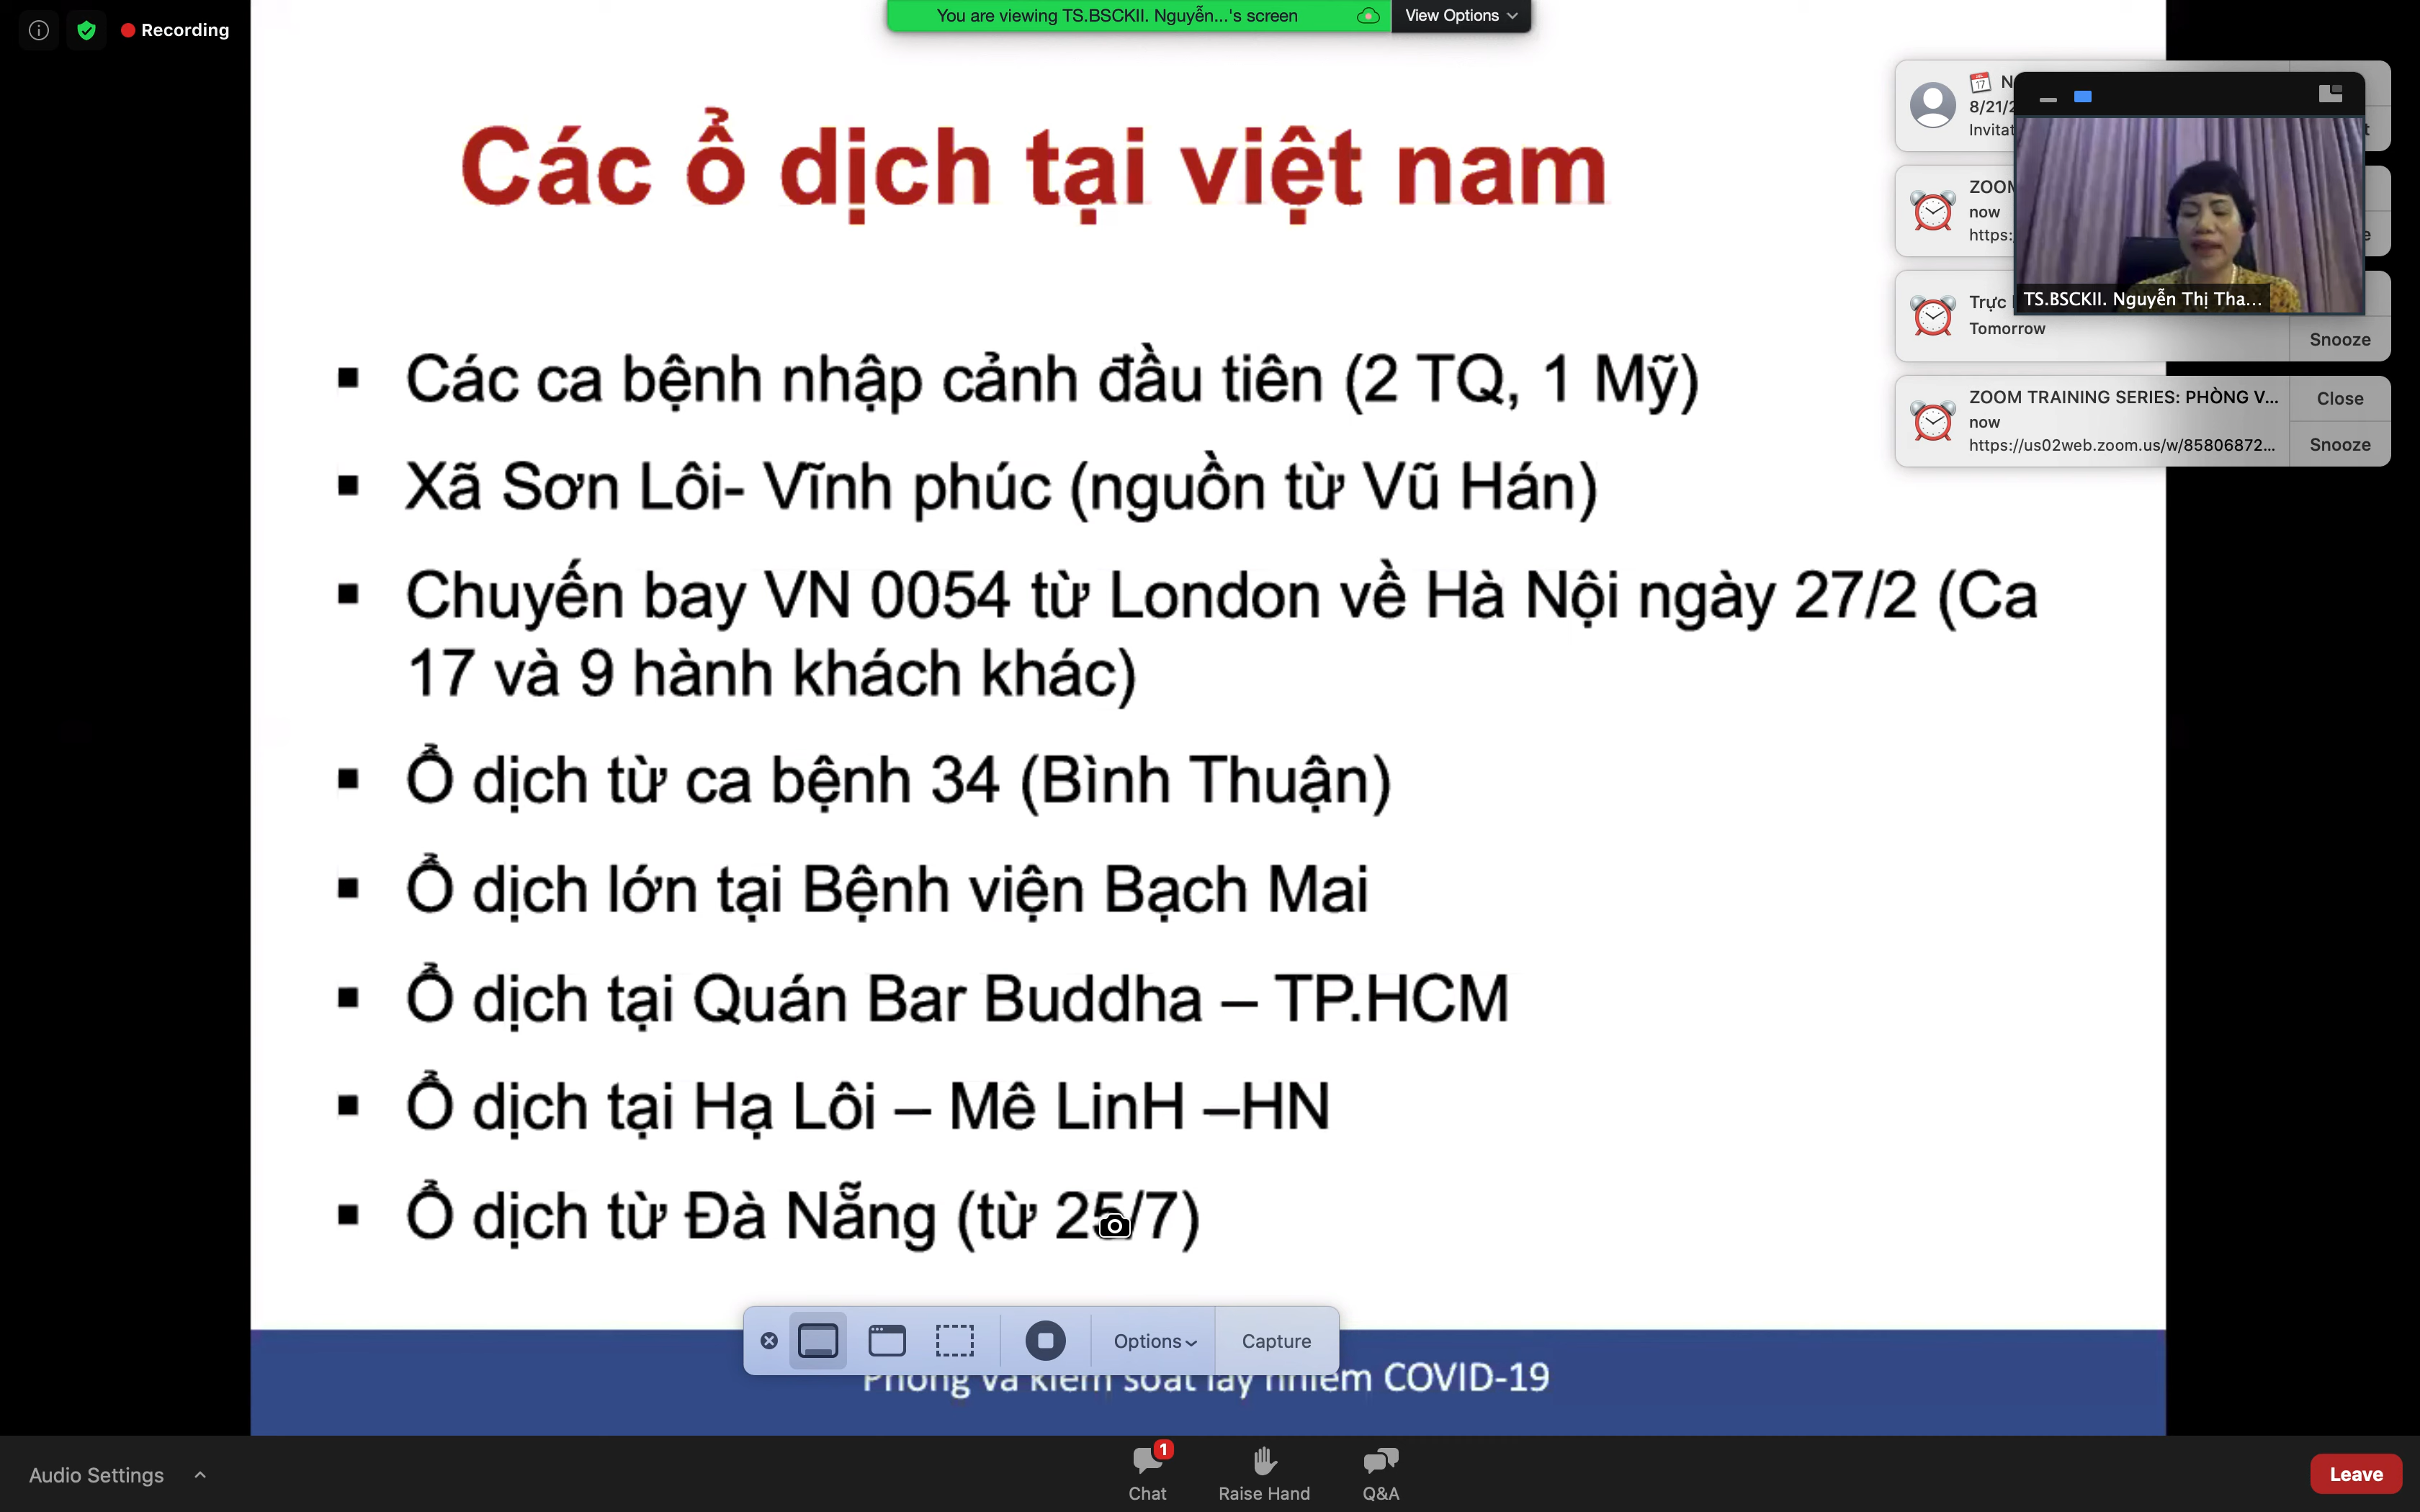 Recording
You are viewing TS.BSCKII. Nguyễn...'s screen
View Options
Các ổ dịch tại việt nam
Các ca bệnh nhập cảnh đầu tiên (2 TQ, 1 Mỹ)
Xã Sơn Lôi- Vĩnh phúc (nguồn từ Vũ Hán)
Chuyến bay VN 0054 từ London về Hà Nội ngày 27/2 (Ca
17 và 9 hành khách khác)
Ổ dịch từ ca bệnh 34 (Bình Thuận)
Ổ dịch lớn tại Bệnh viện Bạch Mai
Ổ dịch tại Quán Bar Buddha – TP.HCM
Ổ dịch tại Hạ Lôi – Mê LinH –HN
Ổ dịch từ Đà Nẵng (từ 25/7)
8/21/2
Invitat
ZOOM
now
https:
TS.BSCKII. Nguyễn Thị Tha...
Trực
Tomorrow
Snooze
ZOOM TRAINING SERIES: PHÒNG V...
now
https://us02web.zoom.us/w/85806872...
Close
Snooze
Options
Capture
Phòng và kiểm soát lây nhiễm COVID-19
Audio Settings
1
Chat
Raise Hand
Q&A
Leave